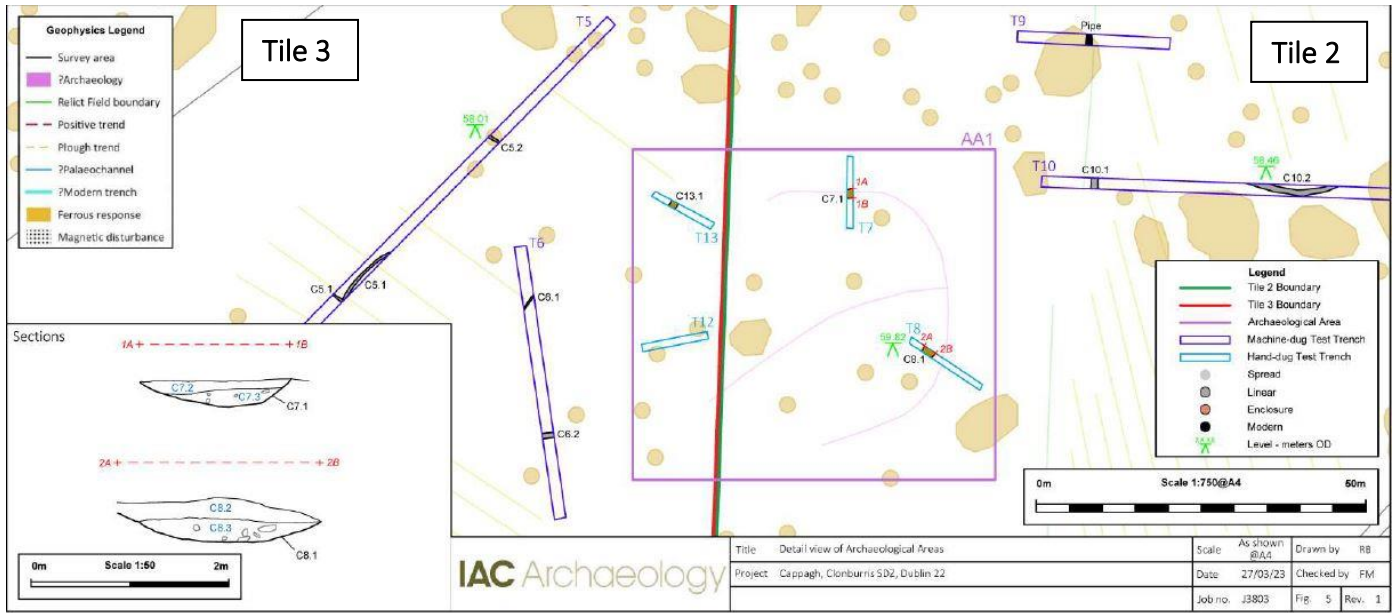 Geophysics Legend
Survey area
?Archaeology
Relict Field boundary
Positive trend
Plough trend
?Palaeochannel
?Modern trench
Ferrous response
Magnetic disturbance
Tile 3
T5
58.01
C5.2
C5.1
C6.1
T6
C6.1
C6.2
T9
Pipe
Tile 2
AA1
C13.1
T13
T12
1A
C7.1
1B
T7
T8
59.82
2A
2B
C8.1
T10
C10.1
58.46
C10.2
Legend
Tile 2 Boundary
Tile 3 Boundary
Archaeological Area
Machine-dug Test Trench
Hand-dug Test Trench
Spread
Linear
Enclosure
Modern
Level - meters OD
0m Scale 1:750@A4 50m
Sections
1A 1B
C7.2
C7.3
C7.1
2A 2B
C8.2
C8.3
C8.1
0m Scale 1:50 2m
IAC Archaeology
Title Detail view of Archaeological Areas
Project Cappagh, Clonburris SDZ, Dublin 22
Scale As shown @A4 Drawn by RB
Date 27/03/23 Checked by FM
Job no. J3803 Fig. 5 Rev. 1